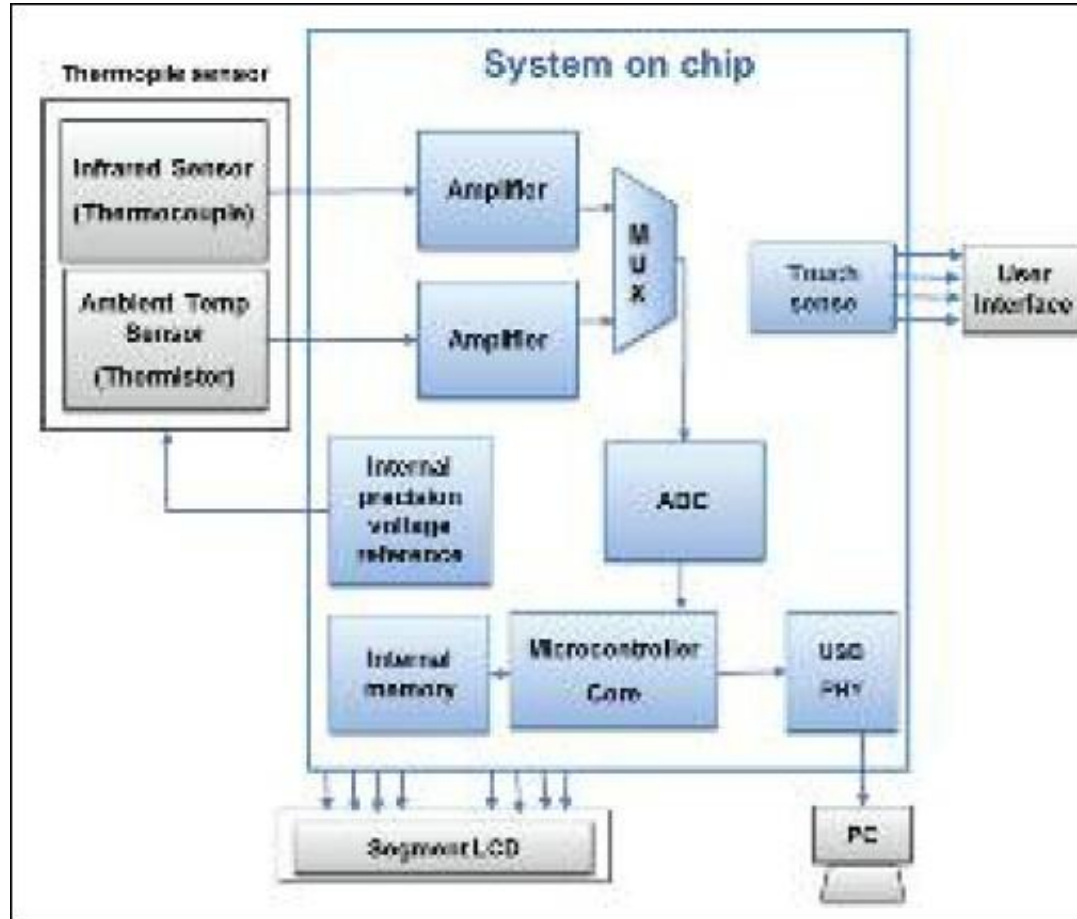 System on chip
Thermopile sensor
Infrared Sensor
(Thermocouple)
Ambient Temp
Sensor
(Thermistor)
Amplifier
Amplifier
MUX
Touch
sense
User
Interface
Internal
precision
voltage
reference
ADC
Internal
memory
Microcontroller
Core
USB
PHY
Segment LCD
PC